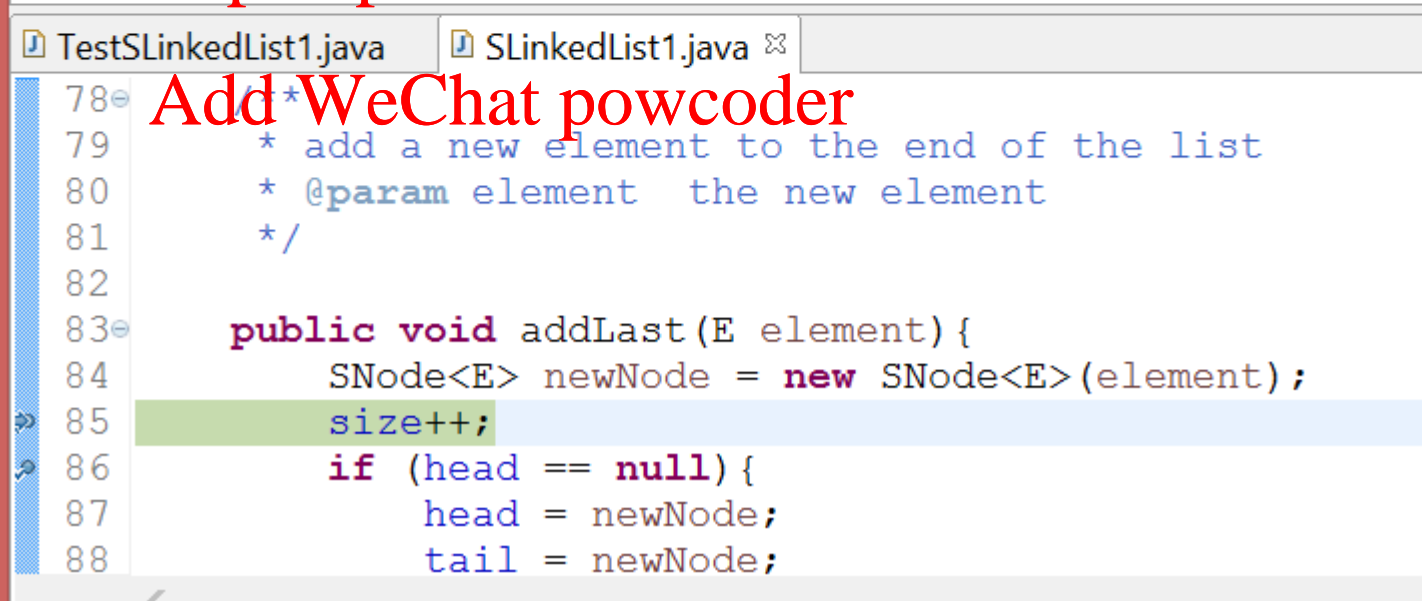 TestSLinkedList1.java SLinkedList1.java
Add WeChat powcoder
78 /**
79 * add a new element to the end of the list
80 * @param element the new element
81 */
82
83 public void addLast(E element){
84 SNode<E> newNode = new SNode<E>(element);
85 size++;
86 if (head == null){
87 head = newNode;
88 tail = newNode;